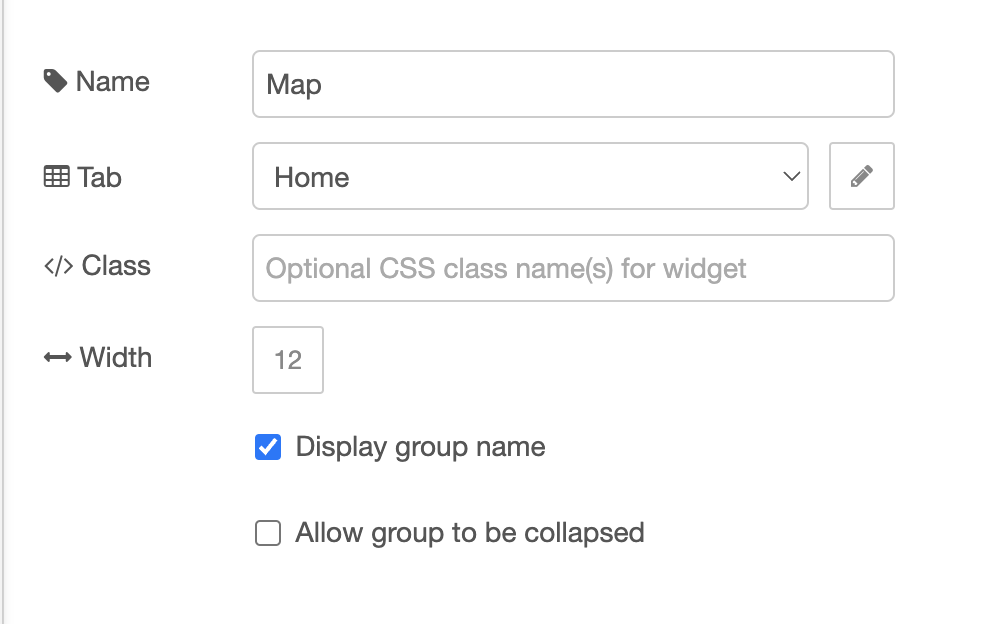 Name
Map
Tab
Home
</> Class
Optional CSS class name(s) for widget
Width
12
Display group name
Allow group to be collapsed